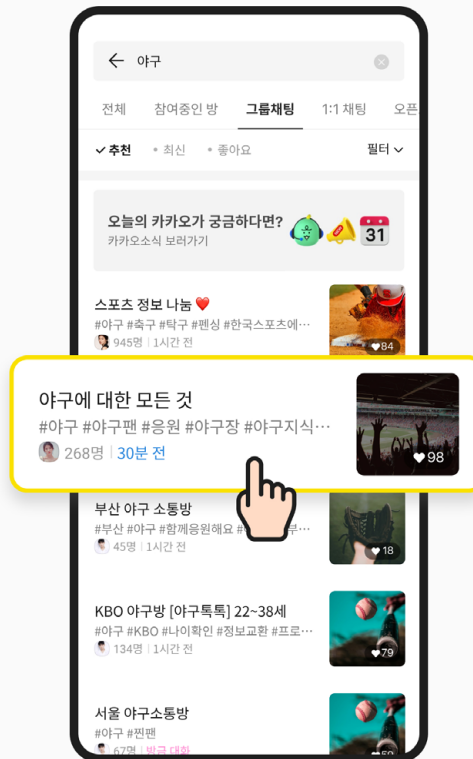 야구
전체 참여중인 방 그룹채팅 1:1 채팅 오픈
추천 최신 좋아요 필터
오늘의 카카오가 궁금하다면?
카카오소식 보러가기
31
스포츠 정보 나눔 ❤️
#야구 #축구 #탁구 #펜싱 #한국스포츠에…
945명 | 1시간 전
84
야구에 대한 모든 것
#야구 #야구팬 #응원 #야구장 #야구지식…
268명 | 30분 전
98
부산 야구 소통방
#부산 #야구 #함께응원해요
45명 | 1시간 전
18
KBO 야구방 [야구톡톡] 22~38세
#야구 #KBO #나이확인 #정보교환 #프로…
134명 | 1시간 전
79
서울 야구소통방
#야구 #찐팬
67명 | 방금 대화
59